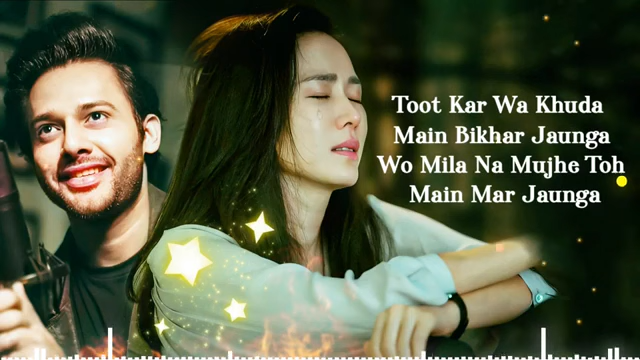 Toot Kar Wa Khuda
Main Bikhar Jaunga
Wo Mila Na Mujhe Toh
Main Mar Jaunga